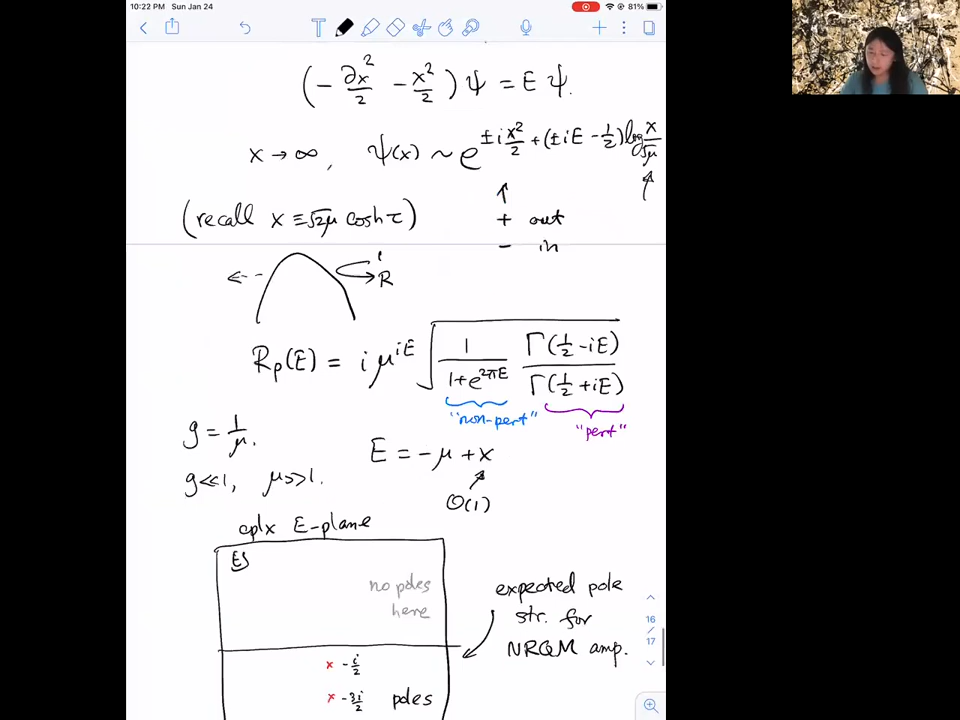 10:22 PM Sun Jan 24 81%
(-∂x²/2 - x²/2) ψ = E ψ.
x → ∞, ψ(x) ~ e^{±i x²/2 + (±iE - 1/2) log x/√μ}
(recall x ≡ √2μ cosh τ)
+ out
- in
R
R_p(E) = i μ^{iE} √(1/(1+e^{2πE}) Γ(1/2 - iE)/Γ(1/2 + iE))
"non-pert"
"pert"
g = 1/μ.
E = -μ + x
g<<1, μ>>1.
O(1)
cplx E-plane
E
no poles
here
expected pole
str. for
NRQM amp.
x -i/2
x -3i/2 poles
16
/
17